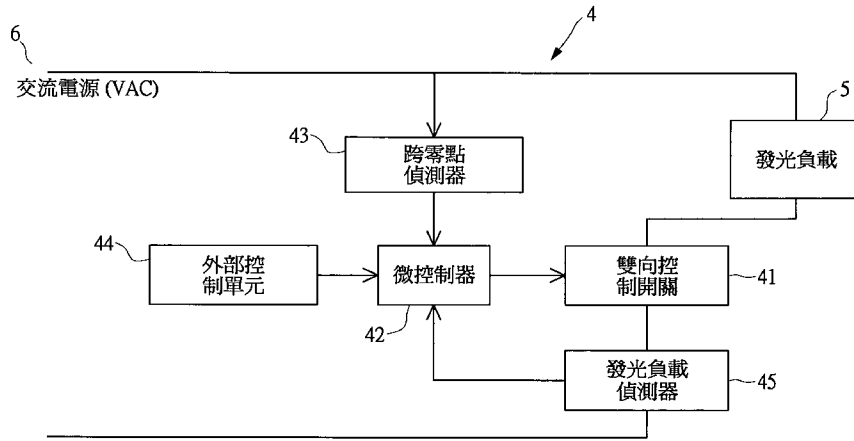 4
6
交流電源 (VAC)
5
發光負載
43
跨零點
偵測器
44
外部控
制單元
微控制器
42
雙向控
制開關
41
發光負載
偵測器
45